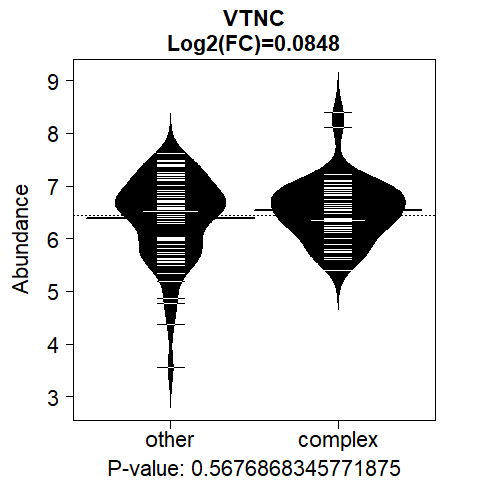 VTNC
Log2(FC)=0.0848
Abundance
9
8
7
6
5
4
3
other complex
P-value: 0.5676868345771875